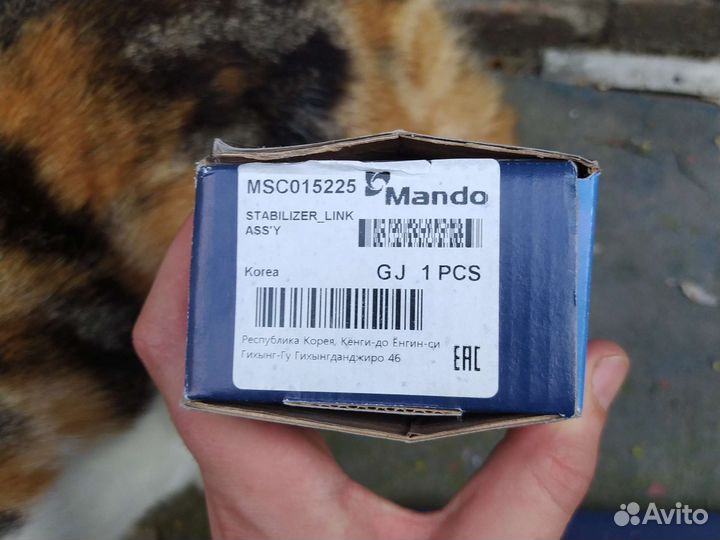 MSC015225 Mando
STABILIZER_LINK
ASS'Y
Korea GJ 1 PCS
Республика Корея, Кёнги-до Ёнгин-си
Гихынг-Гу Гихынгданджиро 46
EAC
Avito